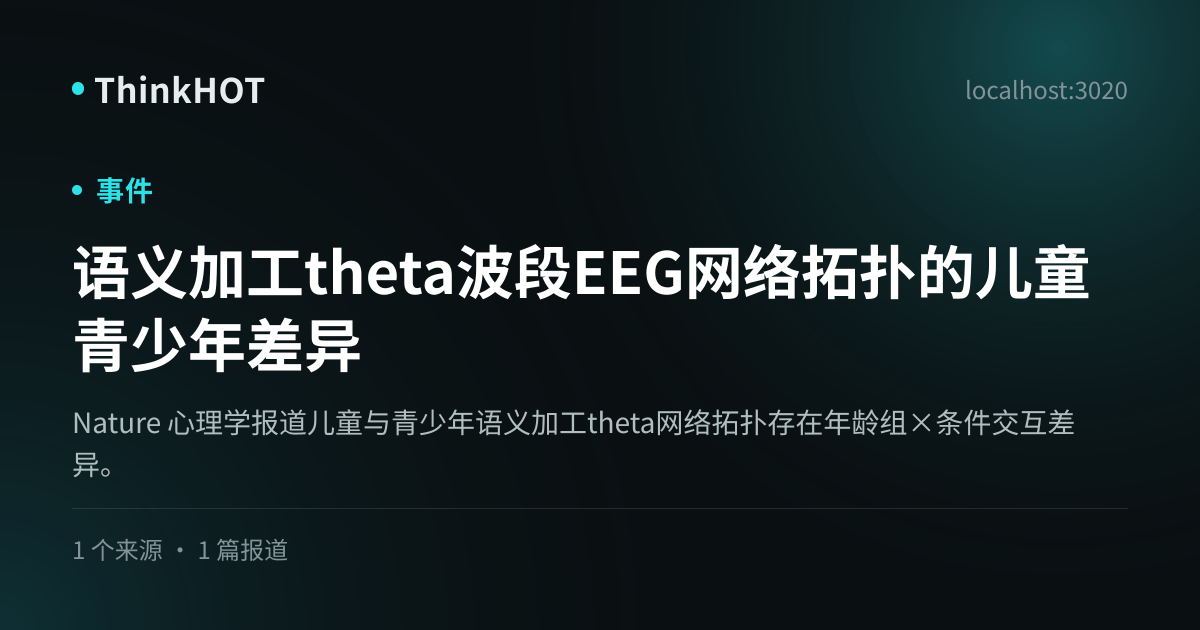 ThinkHOT
localhost:3020
事件
语义加工theta波段EEG网络拓扑的儿童
青少年差异
Nature 心理学报道儿童与青少年语义加工theta网络拓扑存在年龄组×条件交互差
异。
1 个来源 · 1 篇报道